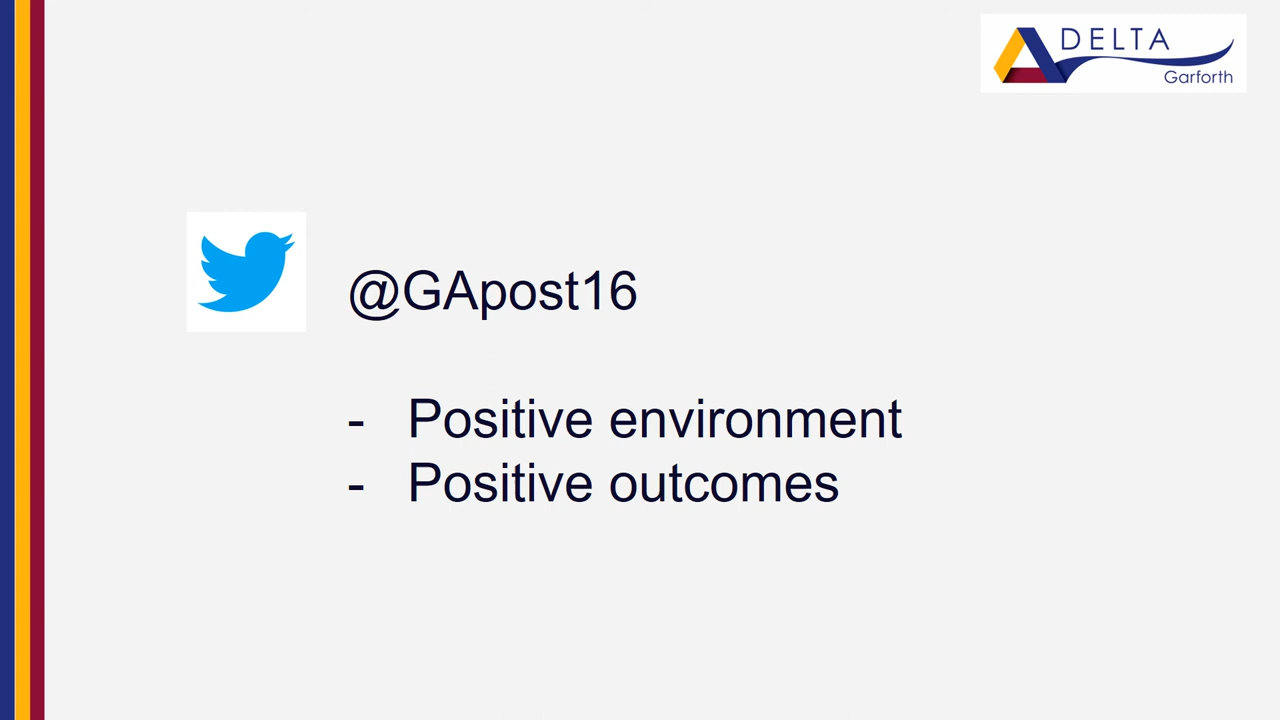 DELTA
Garforth
@GApost16
- Positive environment
- Positive outcomes